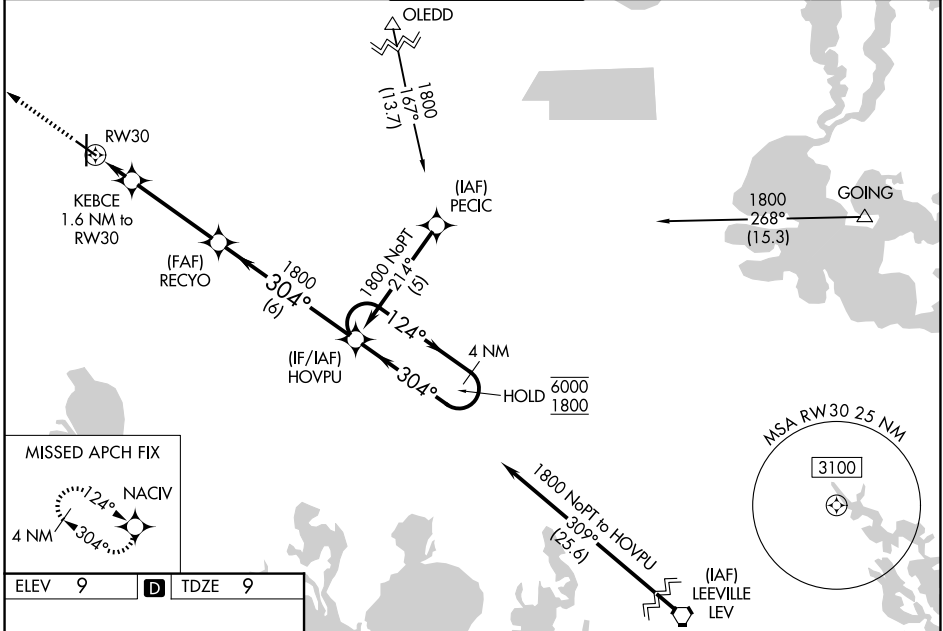 OLEDD
1800
167°
(13.7)
RW30
KEBCE
1.6 NM to
RW30
(IAF)
PECIC
GOING
1800
268°
(15.3)
(FAF)
RECYO
1800
304°
(6)
1800 NoPT
214°
(5)
124°
4 NM
(IF/IAF)
HOVPU
304°
HOLD 6000
1800
MISSED APCH FIX
NACIV
124°
4 NM
304°
MSA RW30 25 NM
3100
1800 NoPT to HOVPU
309°
(25.6)
(IAF)
LEEVILLE
LEV
ELEV 9 D TDZE 9